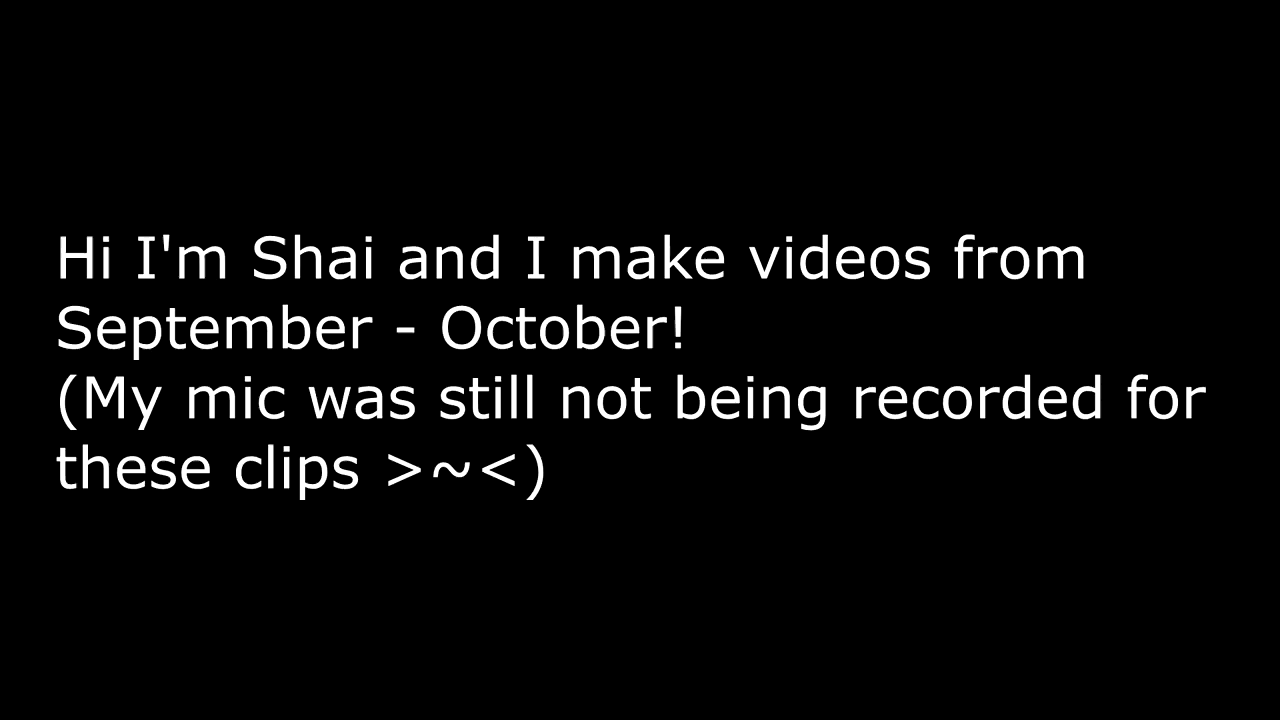 Hi I'm Shai and I make videos from
September - October!
(My mic was still not being recorded for
these clips >~<)